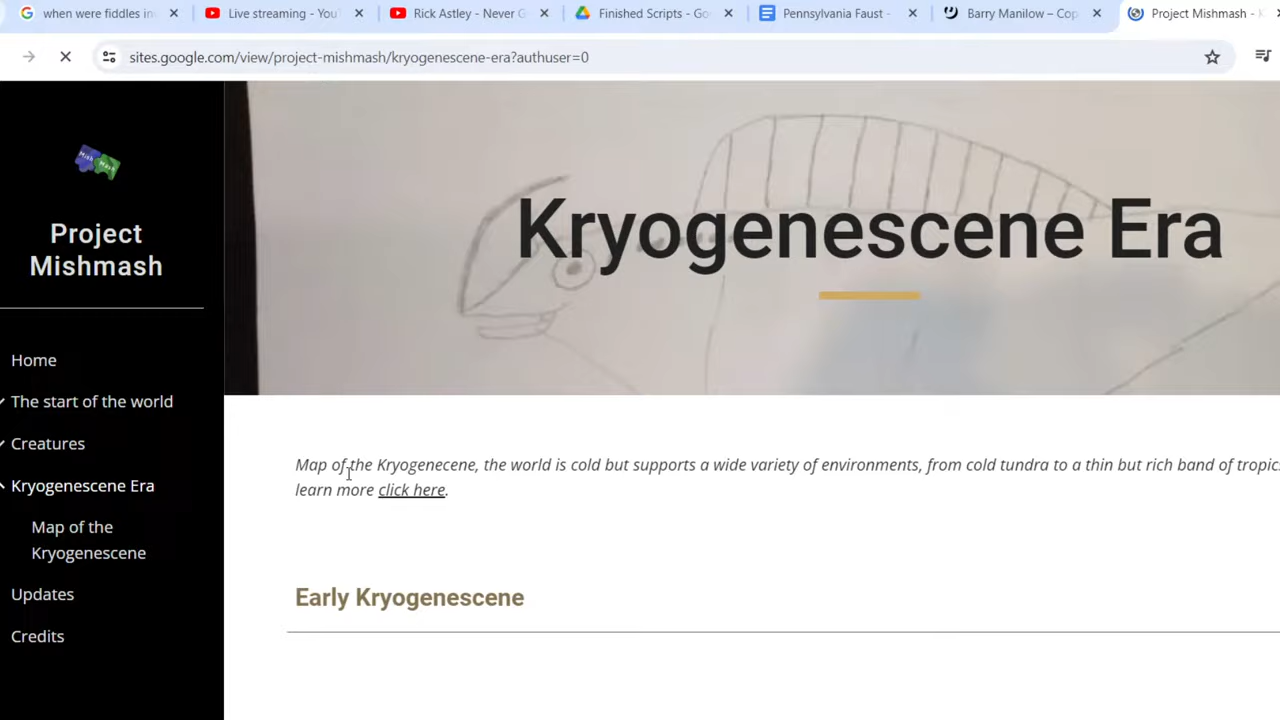 when were fiddles in
Live streaming - You
Rick Astley - Never G
Finished Scripts - Go
Pennsylvania Faust -
Barry Manilow – Cop
Project Mishmash - K
sites.google.com/view/project-mishmash/kryogenescene-era?authuser=0
Mish Mash
Project
Mishmash
Home
The start of the world
Creatures
Kryogenescene Era
Map of the
Kryogenescene
Updates
Credits
Kryogenescene Era
Map of the Kryogenecene, the world is cold but supports a wide variety of environments, from cold tundra to a thin but rich band of tropic
learn more click here.
Early Kryogenescene